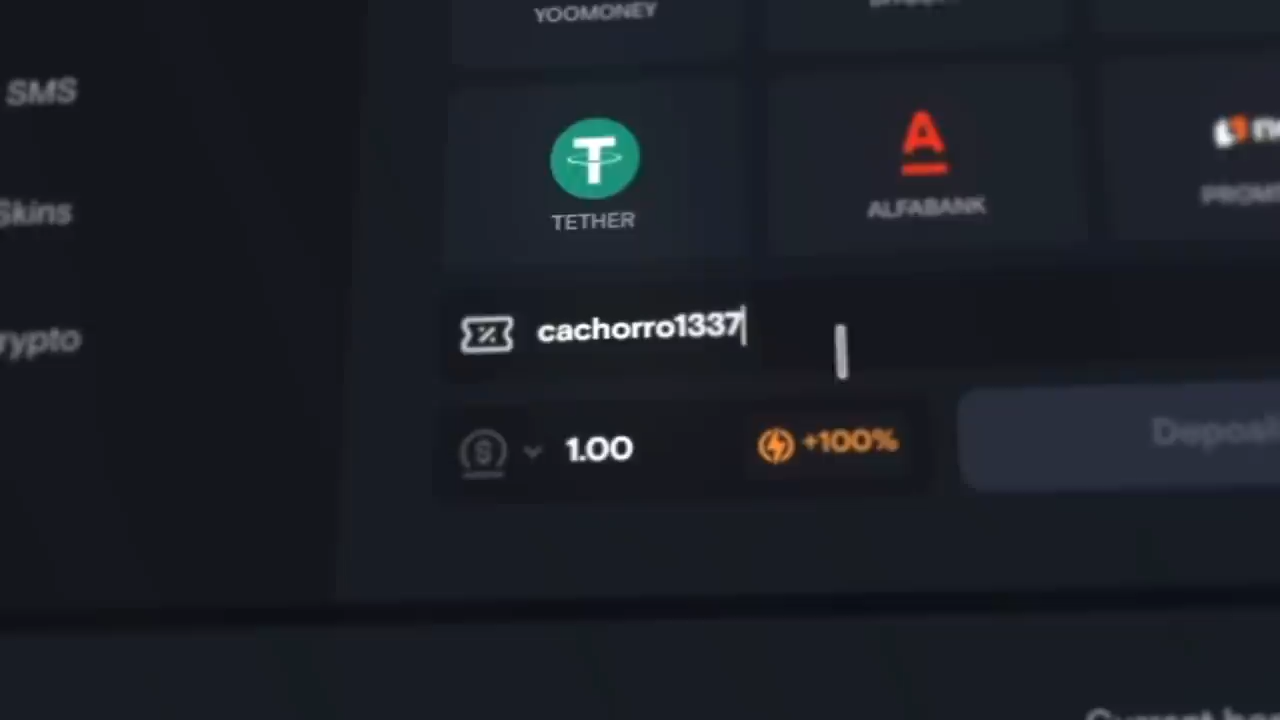 YOOMONEY
SMS
TETHER
ALFABANK
Skins
cachorro1337
1.00
+100%